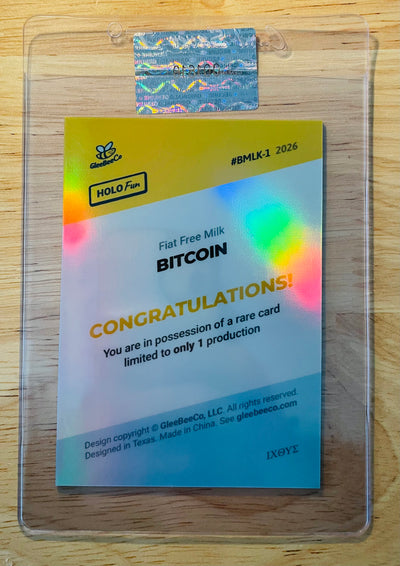 GleeBeeCo
#BMLK-1 2026
HOLO Fun
Fiat Free Milk
BITCOIN
CONGRATULATIONS!
You are in possession of a rare card
limited to only 1 production
Design copyright © GleeBeeCo, LLC. All rights reserved.
Designed in Texas. Made in China. See gleebeeco.com
ΙΧΘΥΣ